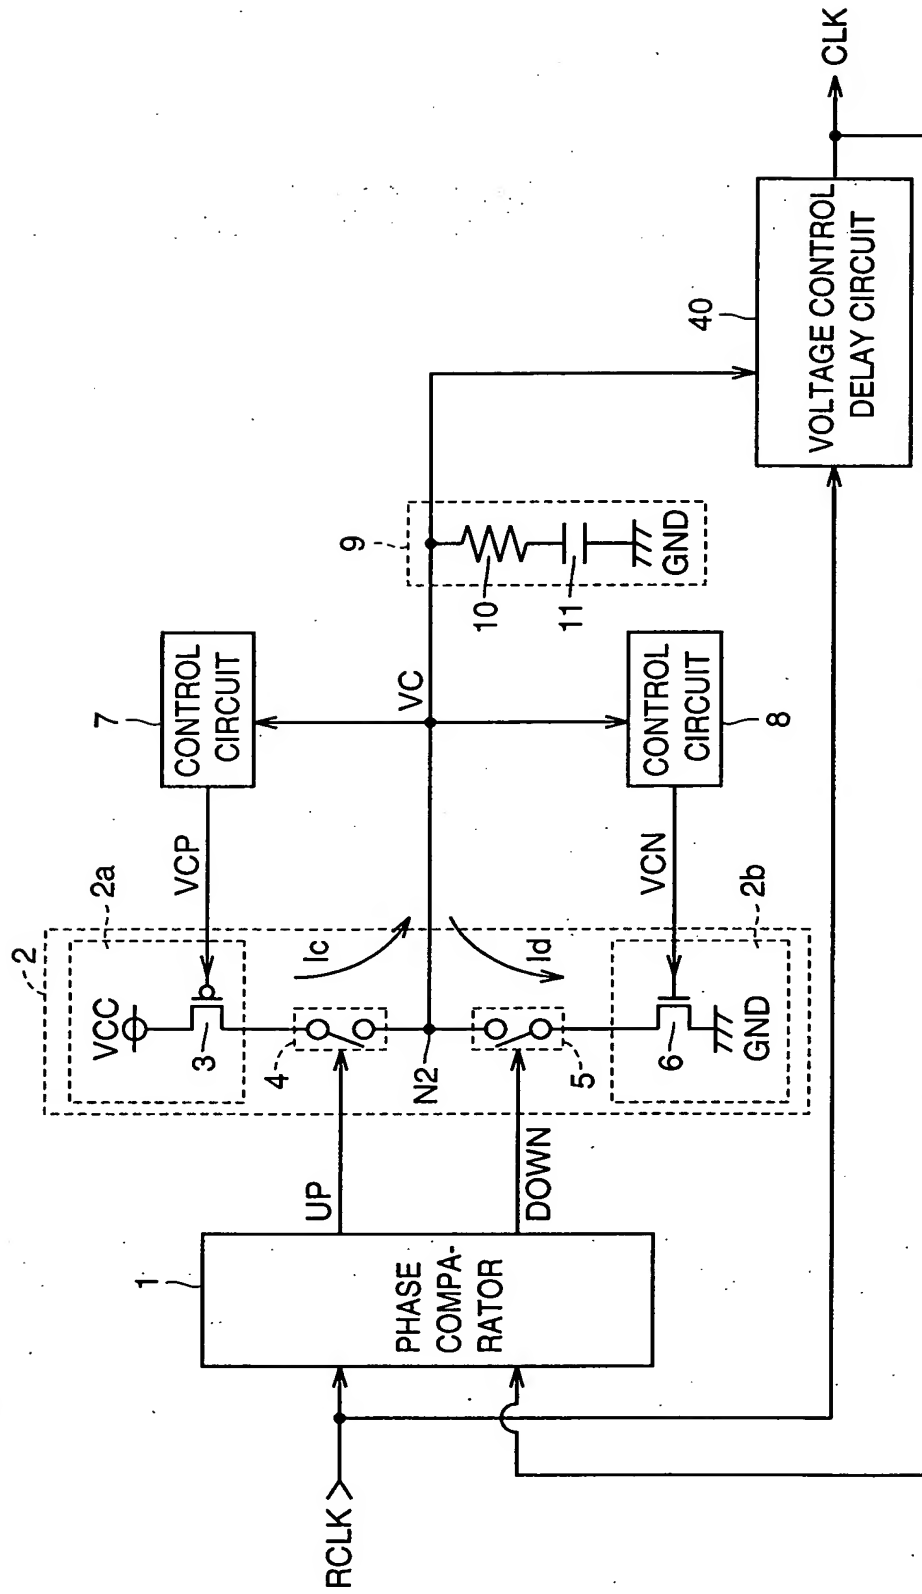 RCLK
1
PHASE
COMPA-
RATOR
UP
DOWN
2
2a
VCC
3
4
Ic
N2
Id
5
6
GND
2b
VCP
VCN
7
CONTROL
CIRCUIT
VC
CONTROL
CIRCUIT
8
9
10
11
GND
40
VOLTAGE CONTROL
DELAY CIRCUIT
CLK